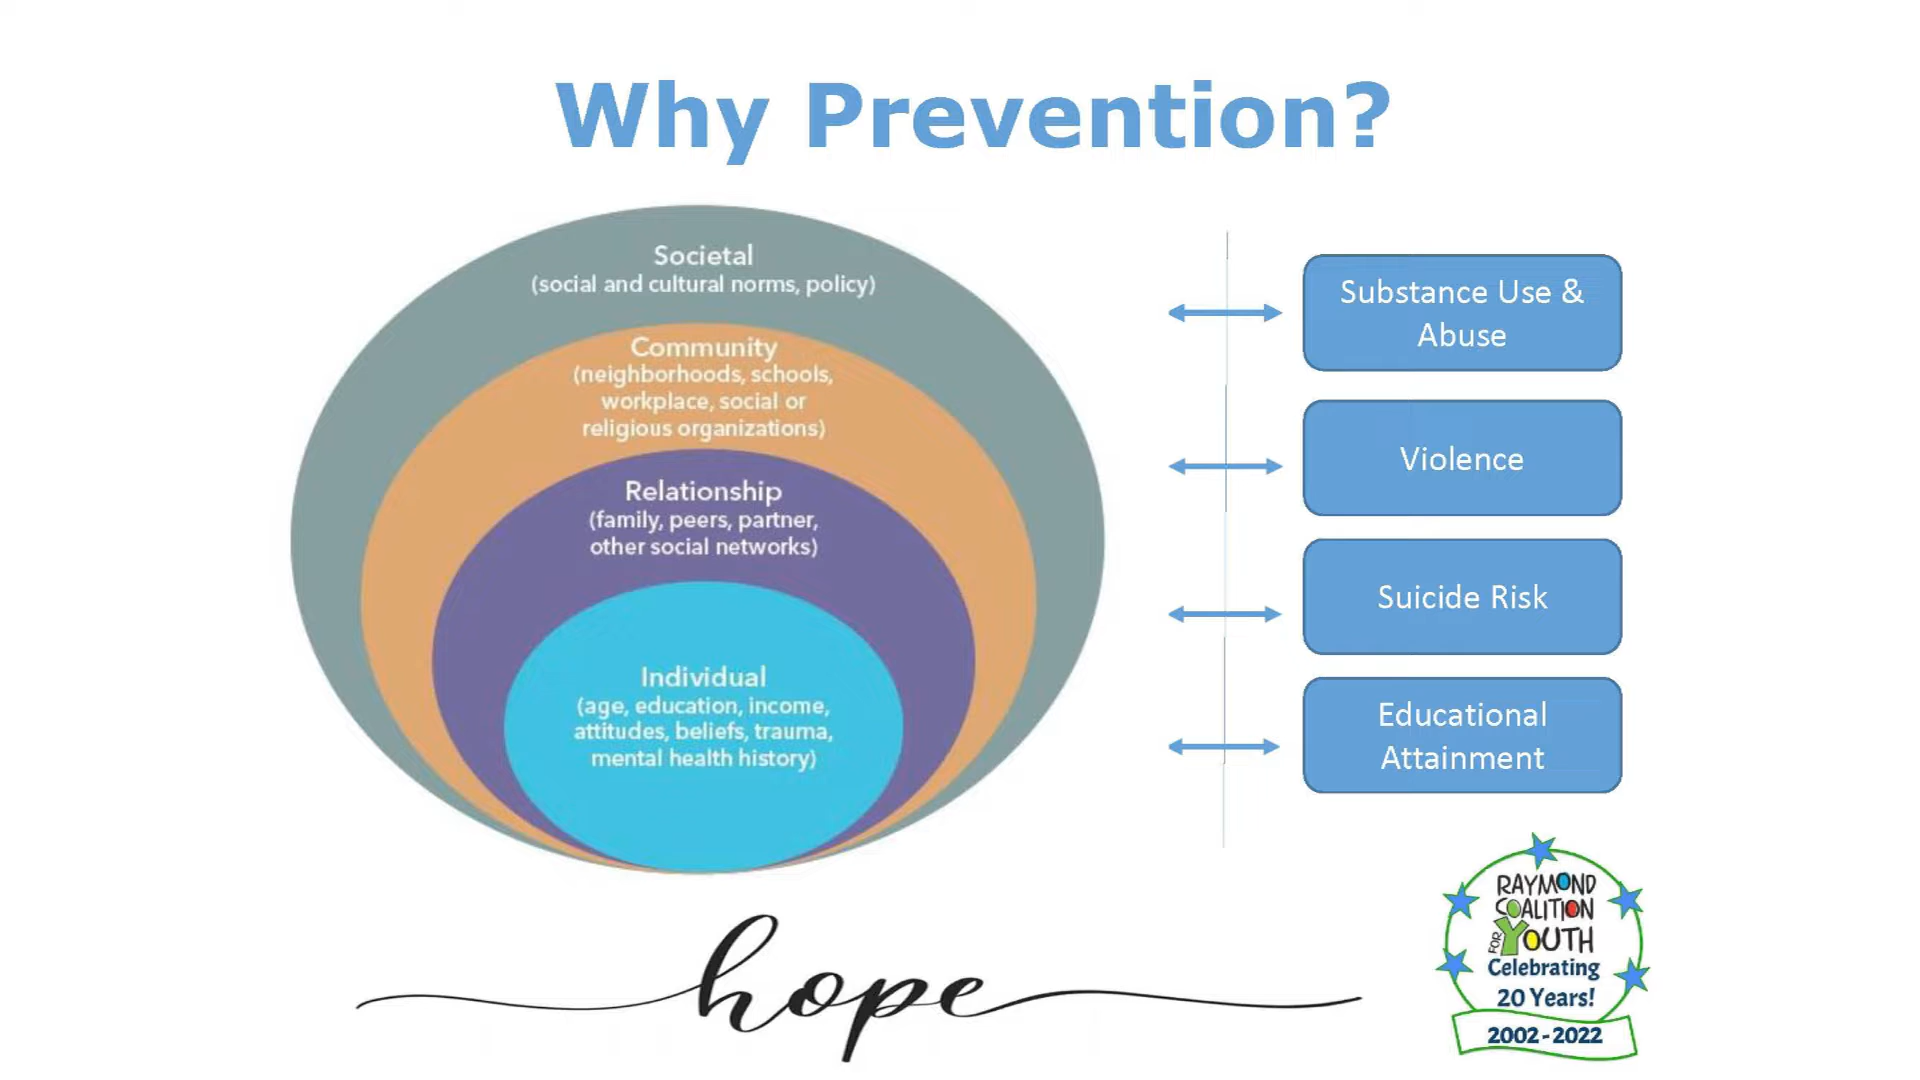 Why Prevention?
Societal
(social and cultural norms, policy)
Community
(neighborhoods, schools,
workplace, social or
religious organizations)
Relationship
(family, peers, partner,
other social networks)
Individual
(age, education, income,
attitudes, beliefs, trauma,
mental health history)
Substance Use &
Abuse
Violence
Suicide Risk
Educational
Attainment
hope
RAYMOND
COALITION
FOR YOUTH
Celebrating
20 Years!
2002-2022